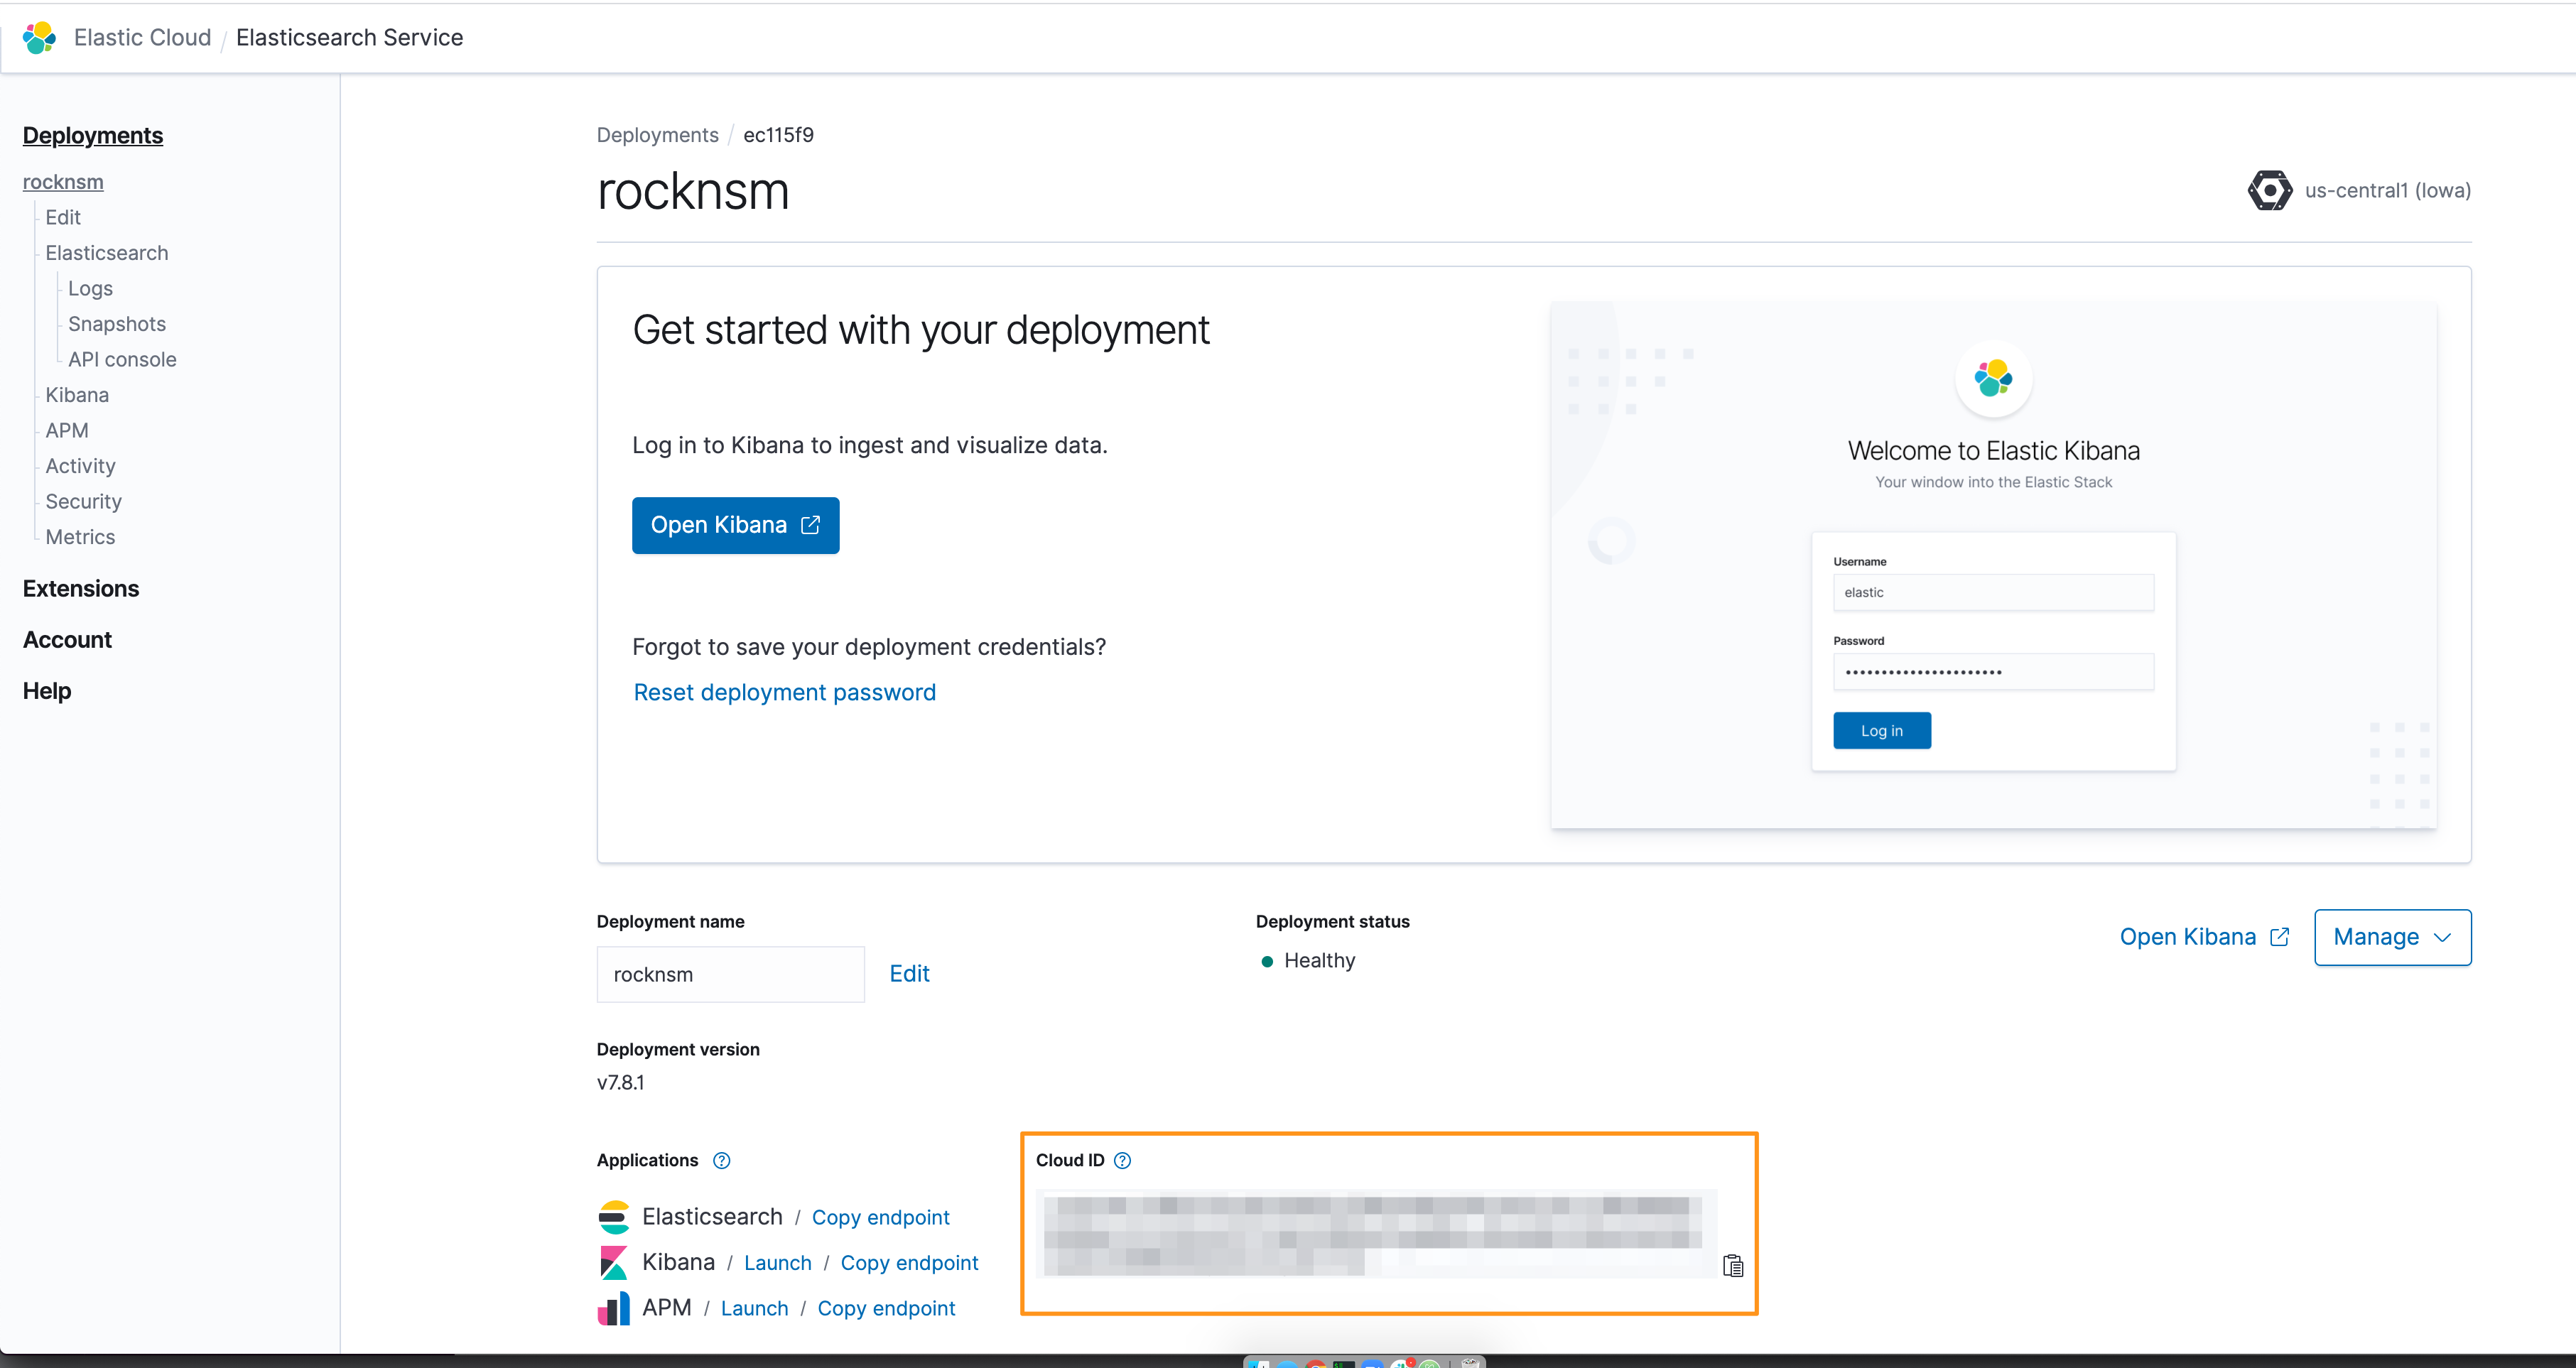 Elastic Cloud / Elasticsearch Service
Deployments
rocknsm
Edit
Elasticsearch
Logs
Snapshots
API console
Kibana
APM
Activity
Security
Metrics
Extensions
Account
Help
Deployments / ec115f9
rocknsm
us-central1 (Iowa)
Get started with your deployment
Log in to Kibana to ingest and visualize data.
Open Kibana
Forgot to save your deployment credentials?
Reset deployment password
Welcome to Elastic Kibana
Your window into the Elastic Stack
Username
elastic
Password
••••••••••••••••••••••
Log in
Deployment name
rocknsm
Edit
Deployment status
Healthy
Open Kibana
Manage
Deployment version
v7.8.1
Applications
Elasticsearch / Copy endpoint
Kibana / Launch / Copy endpoint
APM / Launch / Copy endpoint
Cloud ID